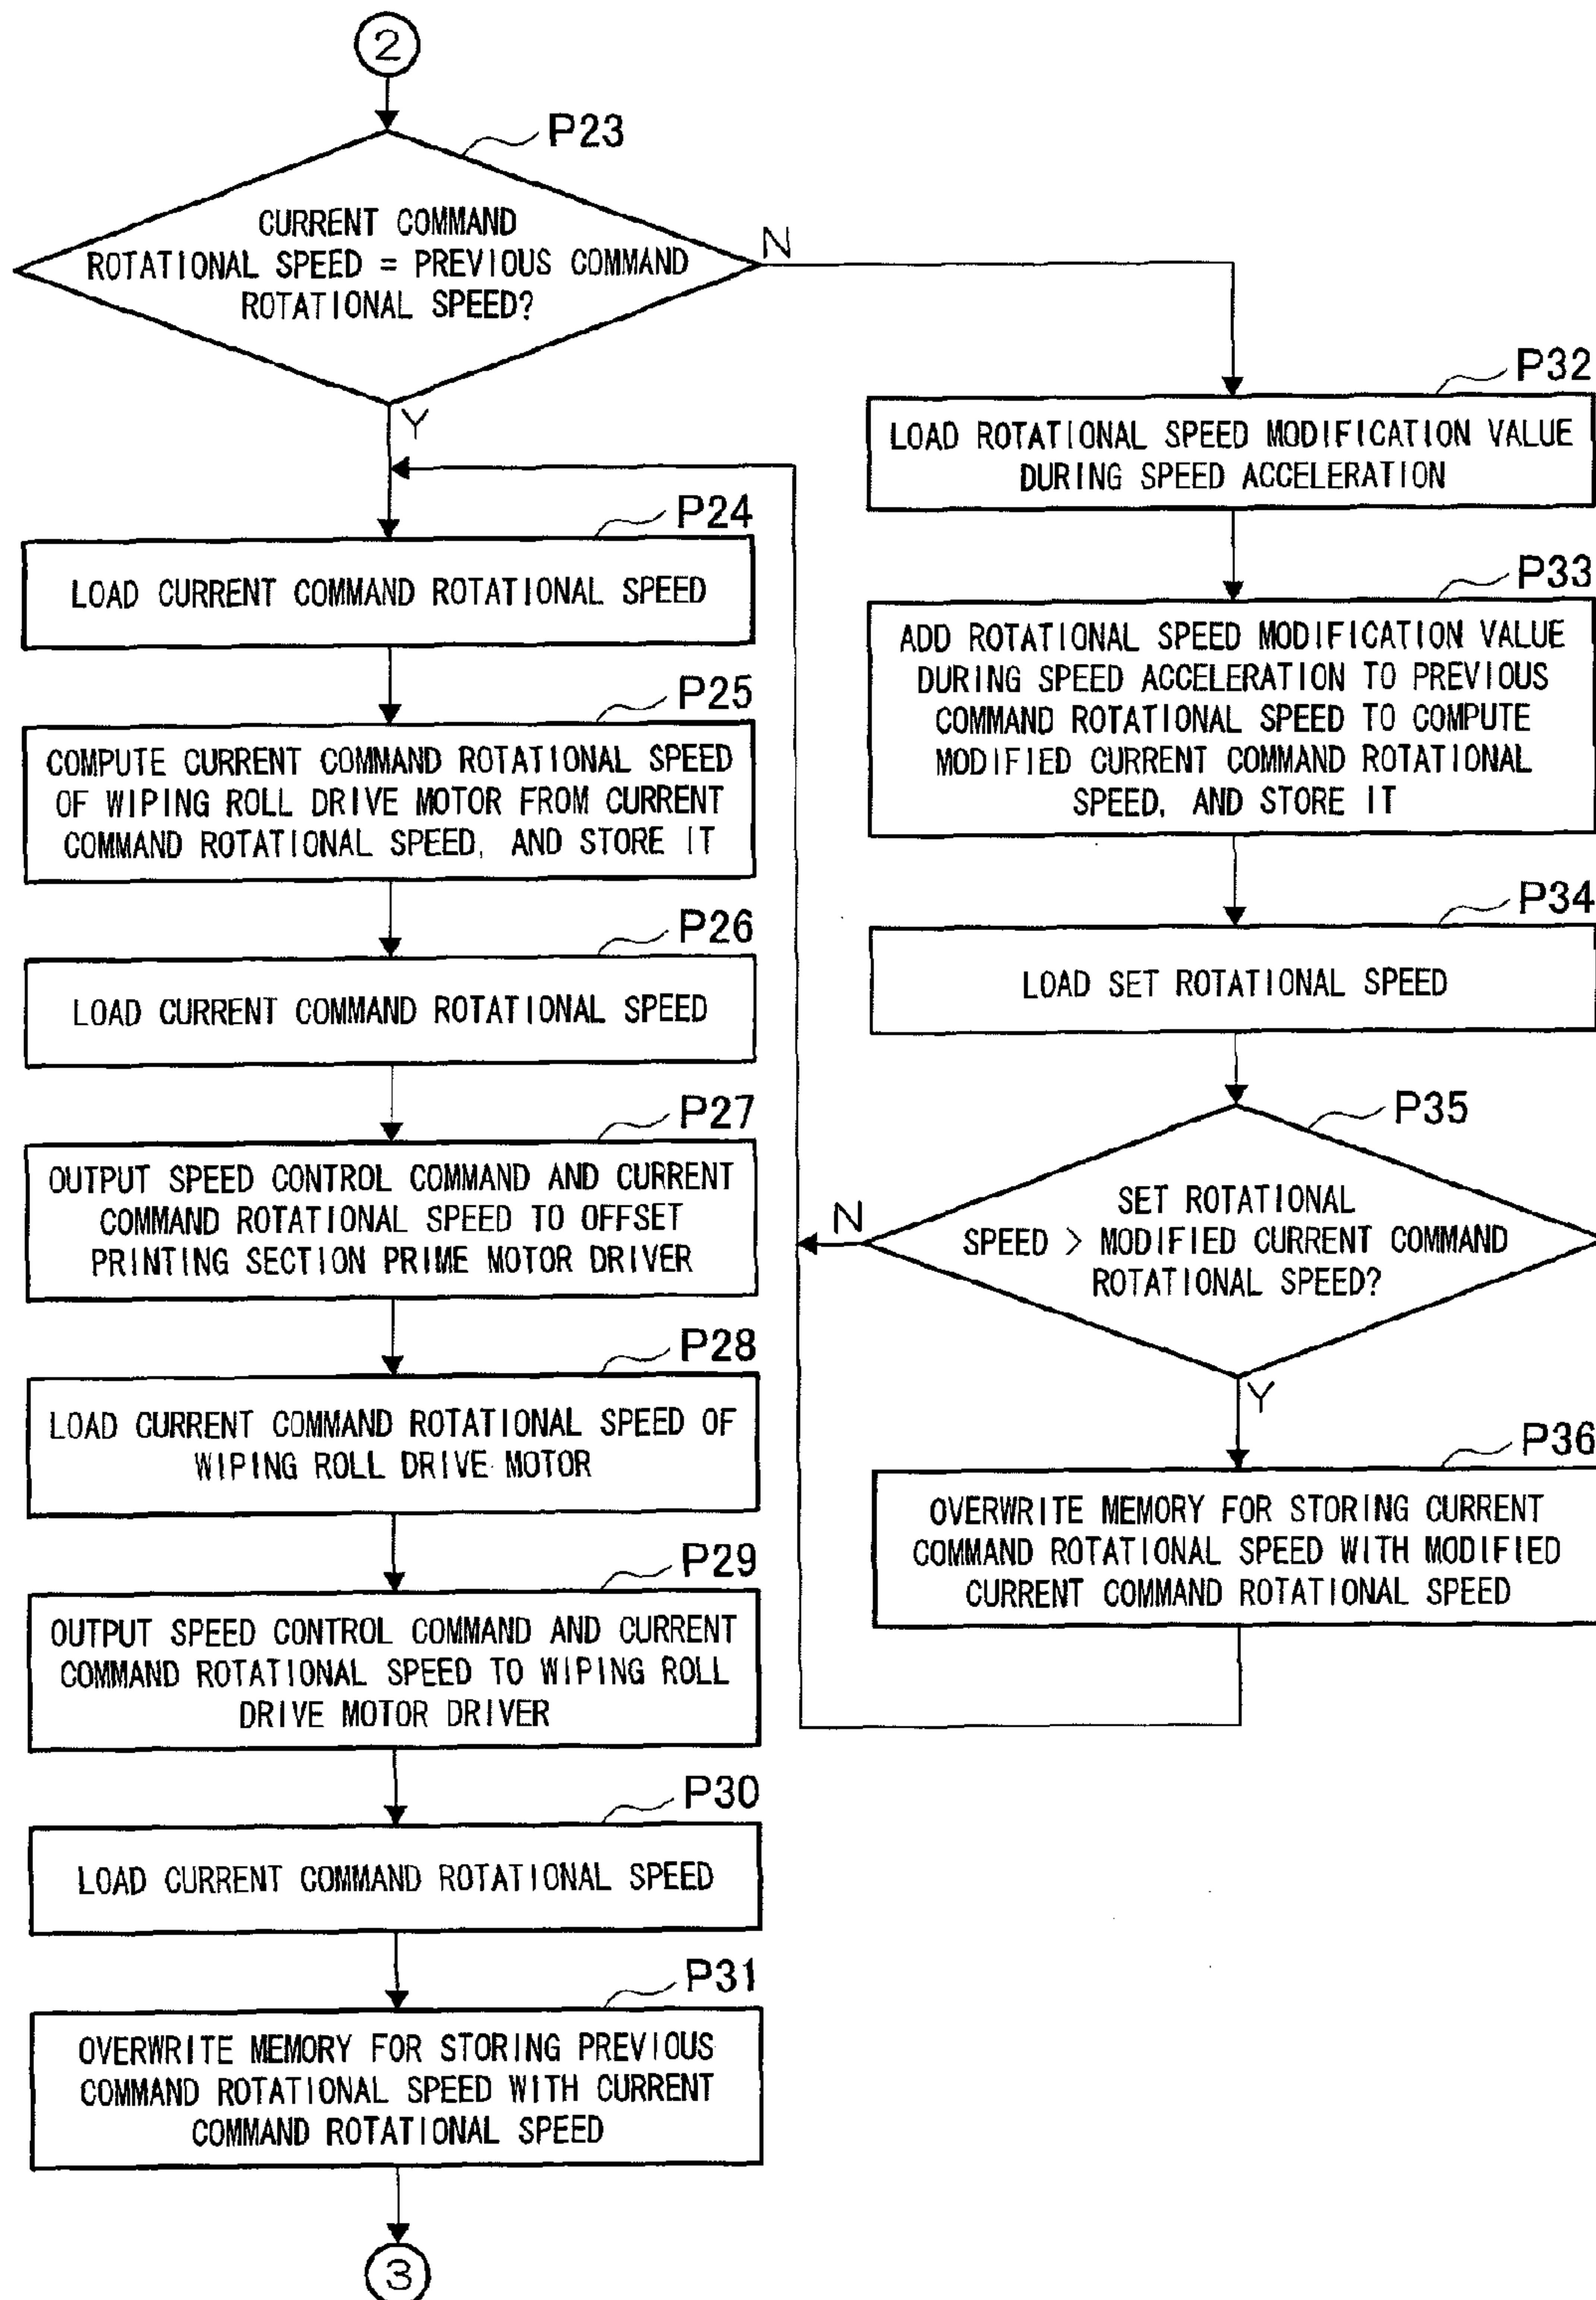 2
P23
CURRENT COMMAND
ROTATIONAL SPEED = PREVIOUS COMMAND
ROTATIONAL SPEED?
N
Y
P24
LOAD CURRENT COMMAND ROTATIONAL SPEED
P25
COMPUTE CURRENT COMMAND ROTATIONAL SPEED
OF WIPING ROLL DRIVE MOTOR FROM CURRENT
COMMAND ROTATIONAL SPEED, AND STORE IT
P26
LOAD CURRENT COMMAND ROTATIONAL SPEED
P27
OUTPUT SPEED CONTROL COMMAND AND CURRENT
COMMAND ROTATIONAL SPEED TO OFFSET
PRINTING SECTION PRIME MOTOR DRIVER
P28
LOAD CURRENT COMMAND ROTATIONAL SPEED OF
WIPING ROLL DRIVE MOTOR
P29
OUTPUT SPEED CONTROL COMMAND AND CURRENT
COMMAND ROTATIONAL SPEED TO WIPING ROLL
DRIVE MOTOR DRIVER
P30
LOAD CURRENT COMMAND ROTATIONAL SPEED
P31
OVERWRITE MEMORY FOR STORING PREVIOUS
COMMAND ROTATIONAL SPEED WITH CURRENT
COMMAND ROTATIONAL SPEED
3
P32
LOAD ROTATIONAL SPEED MODIFICATION VALUE
DURING SPEED ACCELERATION
P33
ADD ROTATIONAL SPEED MODIFICATION VALUE
DURING SPEED ACCELERATION TO PREVIOUS
COMMAND ROTATIONAL SPEED TO COMPUTE
MODIFIED CURRENT COMMAND ROTATIONAL
SPEED, AND STORE IT
P34
LOAD SET ROTATIONAL SPEED
P35
SET ROTATIONAL
SPEED > MODIFIED CURRENT COMMAND
ROTATIONAL SPEED?
N
Y
P36
OVERWRITE MEMORY FOR STORING CURRENT
COMMAND ROTATIONAL SPEED WITH MODIFIED
CURRENT COMMAND ROTATIONAL SPEED